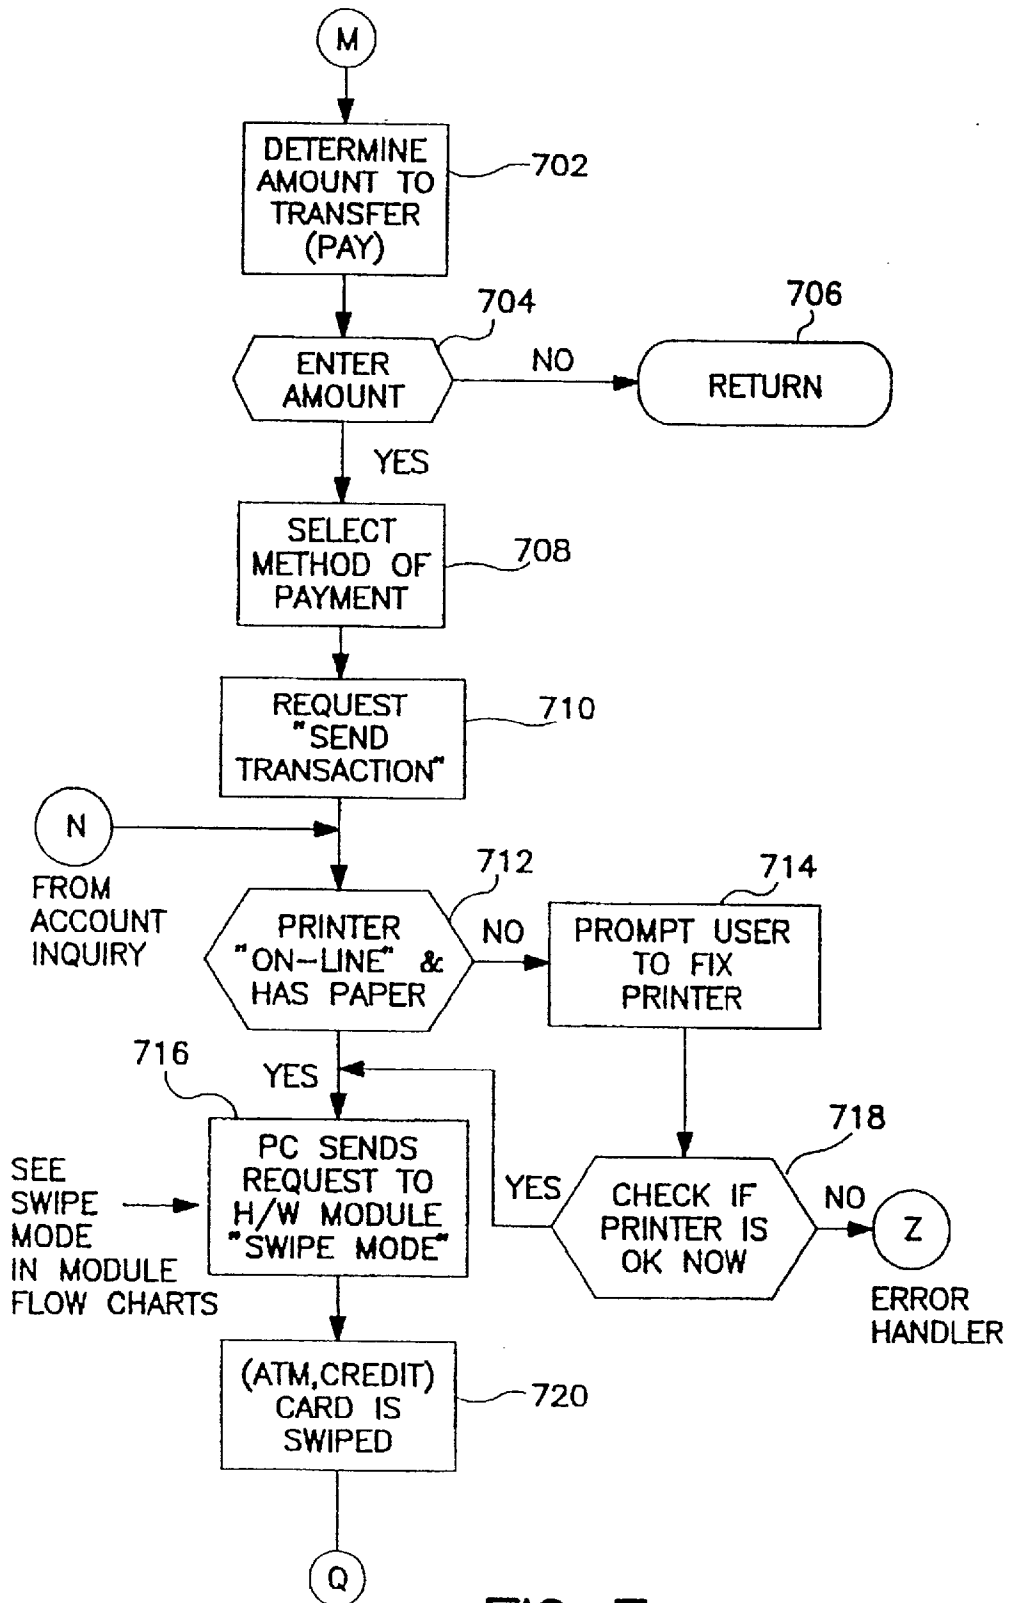 M
DETERMINE
AMOUNT TO
TRANSFER
(PAY)
702
704
706
ENTER
AMOUNT
NO
RETURN
YES
SELECT
METHOD OF
PAYMENT
708
REQUEST
"SEND
TRANSACTION"
710
N
FROM
ACCOUNT
INQUIRY
712
714
PRINTER
"ON-LINE" &
HAS PAPER
NO
PROMPT USER
TO FIX
PRINTER
716
YES
718
SEE
SWIPE
MODE
IN MODULE
FLOW CHARTS
PC SENDS
REQUEST TO
H/W MODULE
"SWIPE MODE"
YES
CHECK IF
PRINTER IS
OK NOW
NO
Z
ERROR
HANDLER
(ATM,CREDIT)
CARD IS
SWIPED
720
Q